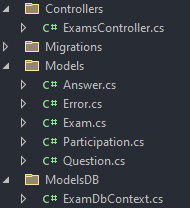 Controllers
C# ExamsController.cs
Migrations
Models
C# Answer.cs
C# Error.cs
C# Exam.cs
C# Participation.cs
C# Question.cs
ModelsDB
C# ExamDbContext.cs